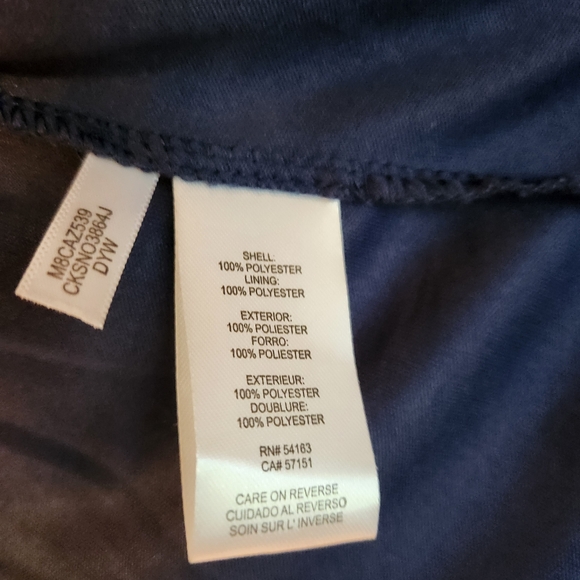 M8CAZ539
CKSNO3864J
DYW
SHELL:
100% POLYESTER
LINING:
100% POLYESTER
EXTERIOR:
100% POLIESTER
FORRO:
100% POLIESTER
EXTERIEUR:
100% POLYESTER
DOUBLURE:
100% POLYESTER
RN# 54163
CA# 57151
CARE ON REVERSE
CUIDADO AL REVERSO
SOIN SUR L' INVERSE